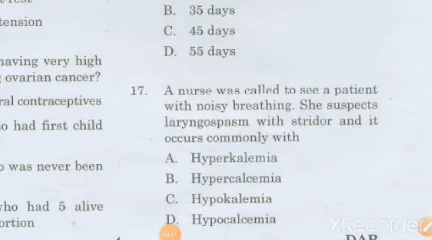 tension
having very high
ovarian cancer?
ral contraceptives
o had first child
o was never been
who had 5 alive
ortion
B. 35 days
C. 45 days
D. 55 days
17. A nurse was called to see a patient
with noisy breathing. She suspects
laryngospasm with stridor and it
occurs commonly with
A. Hyperkalemia
B. Hypercalcemia
C. Hypokalemia
D. Hypocalcemia
DAR
XRecorder